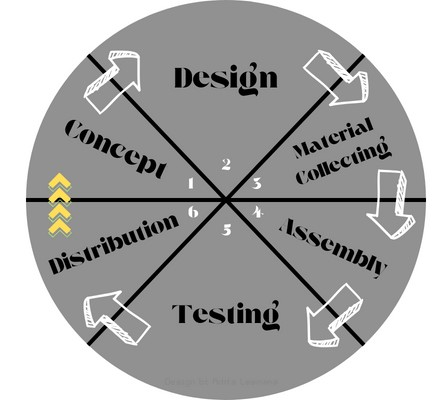 Design
Concept
Material
Collecting
2
1
3
6
4
5
Distribution
Assembly
Testing